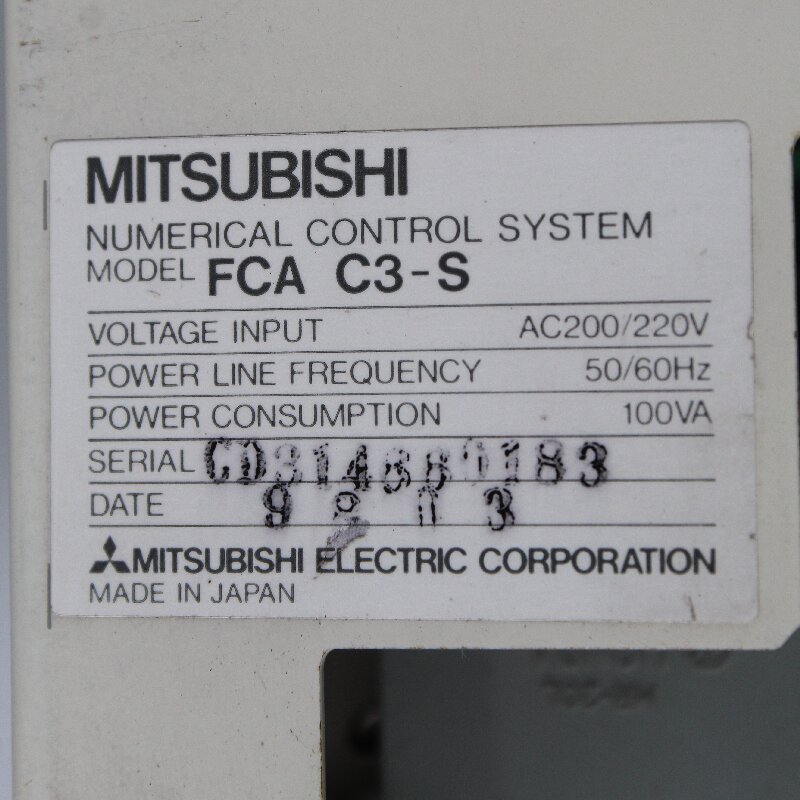 MITSUBISHI
NUMERICAL CONTROL SYSTEM
MODEL FCA C3-S
VOLTAGE INPUT AC200/220V
POWER LINE FREQUENCY 50/60Hz
POWER CONSUMPTION 100VA
SERIAL
DATE
MITSUBISHI ELECTRIC CORPORATION
MADE IN JAPAN